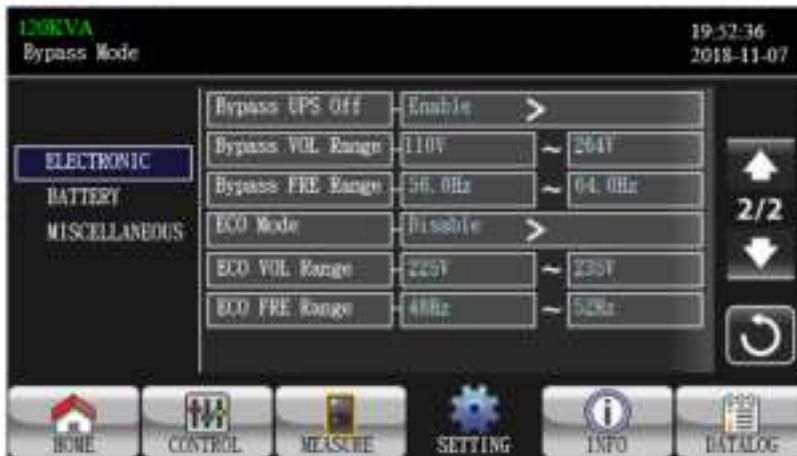 120KVA
Bypass Mode
19:52:36
2018-11-07
ELECTRONIC
BATTERY
MISCELLANEOUS
Bypass UPS Off Enable >
Bypass VOL Range 110V ~ 264V
Bypass FRE Range 56.0Hz ~ 64.0Hz
ECO Mode Disable >
ECO VOL Range 225V ~ 235V
ECO FRE Range 48Hz ~ 52Hz
2/2
HOME CONTROL MEASURE SETTING INFO DATALOG